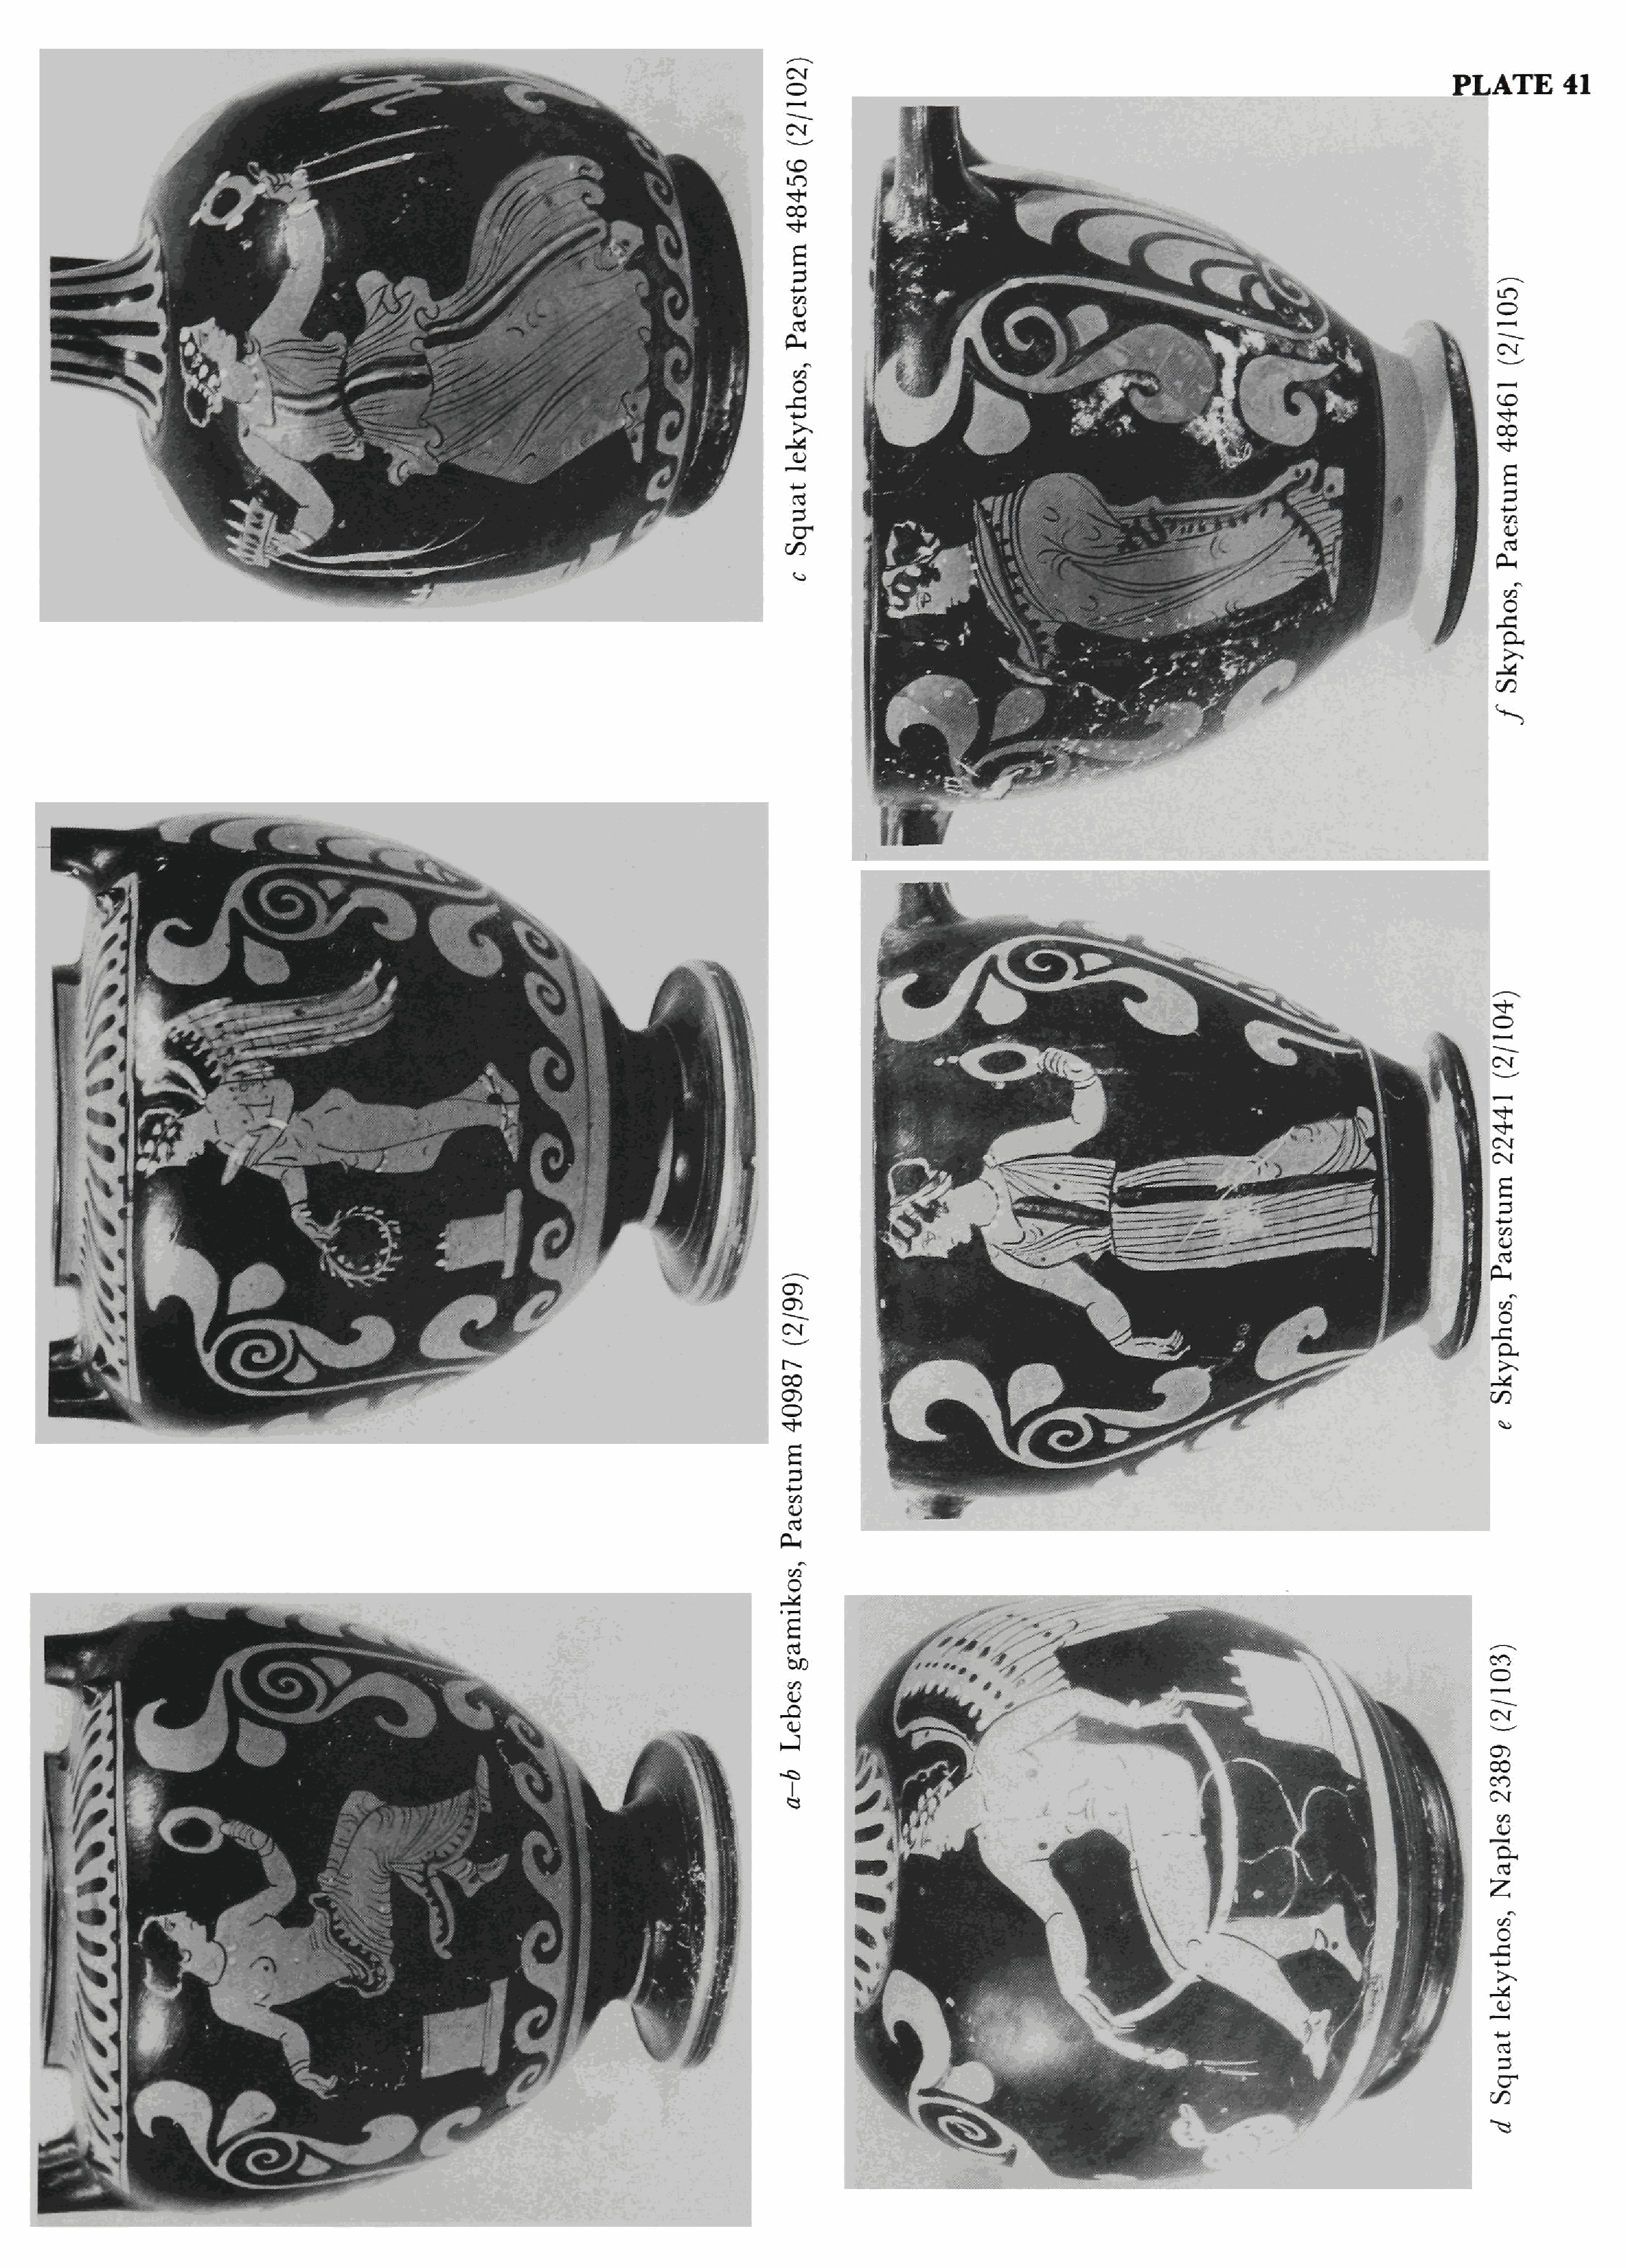 PLATE 41
a–b Lebes gamikos, Paestum 40987 (2/99)
c Squat lekythos, Paestum 48456 (2/102)
d Squat lekythos, Naples 2389 (2/103)
e Skyphos, Paestum 22441 (2/104)
f Skyphos, Paestum 48461 (2/105)